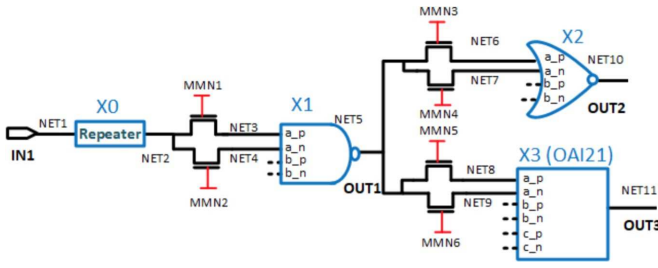 MMN3
NET6
X2
a_p
NET10
NET7
a_n
b_p
b_n
MMN4
OUT2
MMN1
X0
X1
NET5
MMN5
NET1
Repeater
NET3
a_p
NET8
X3 (OAI21)
a_p
IN1
NET2
NET4
a_n
b_p
b_n
OUT1
NET9
a_n
b_p
b_n
c_p
c_n
NET11
OUT3
MMN2
MMN6